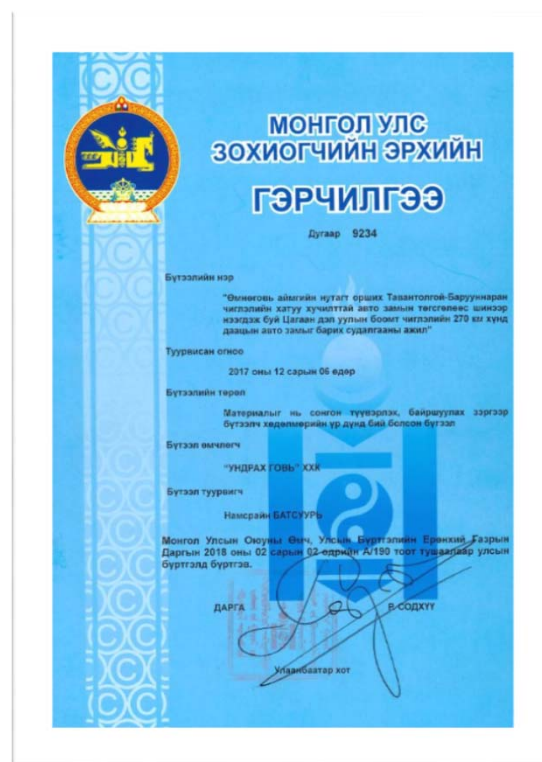 МОНГОЛ УЛС
ЗОХИОГЧИЙН ЭРХИЙН
ГЭРЧИЛГЭЭ
Дугаар 9234
Бүтээлийн нэр
"Өмнөговь аймгийн нутагт орших Тавантолгой-Барууннаран
чиглэлийн хатуу хучилттай авто замын төгсгөлөөс шинээр
нээгдэж буй Цагаан дэл уулын боомт чиглэлийн 270 км хүнд
даацын авто замыг барих судалгааны ажил"
Туурвисан огноо
2017 оны 12 сарын 06 өдөр
Бүтээлийн төрөл
Материалыг нь сонгон түүвэрлэх, байршуулах зэргээр
бүтээлч хөдөлмөрийн үр дүнд бий болсон бүтээл
Бүтээл өмчлөгч
"УНДРАХ ГОВЬ" ХХК
Бүтээл туурвигч
Намсрайн БАТСУУРЬ
Монгол Улсын Оюуны Өмч, Улсын Бүртгэлийн Ерөнхий Газрын
Даргын 2018 оны 02 сарын 02 өдрийн А/190 тоот тушаалаар улсын
бүртгэлд бүртгэв.
ДАРГА Р.СОДХҮҮ
Улаанбаатар хот